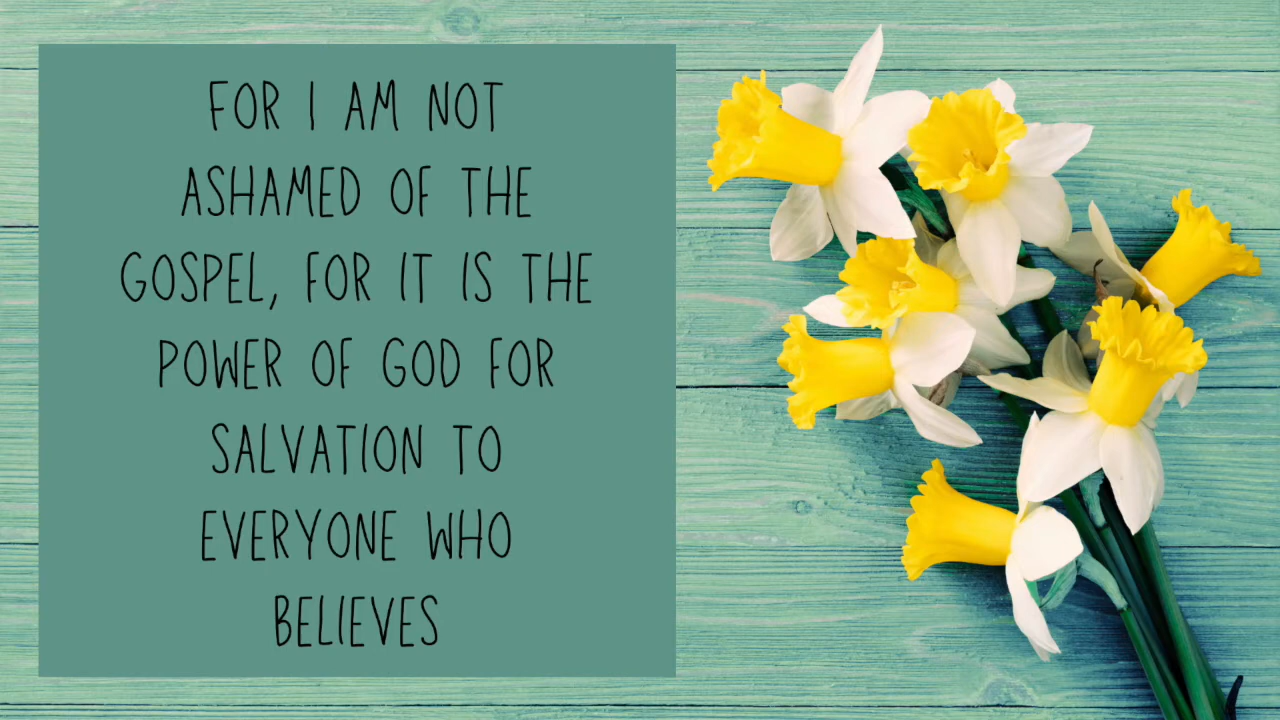 FOR I AM NOT
ASHAMED OF THE
GOSPEL, FOR IT IS THE
POWER OF GOD FOR
SALVATION TO
EVERYONE WHO
BELIEVES